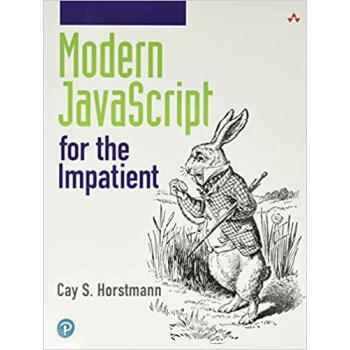 Modern
JavaScript
for the
Impatient
Cay S. Horstmann
P